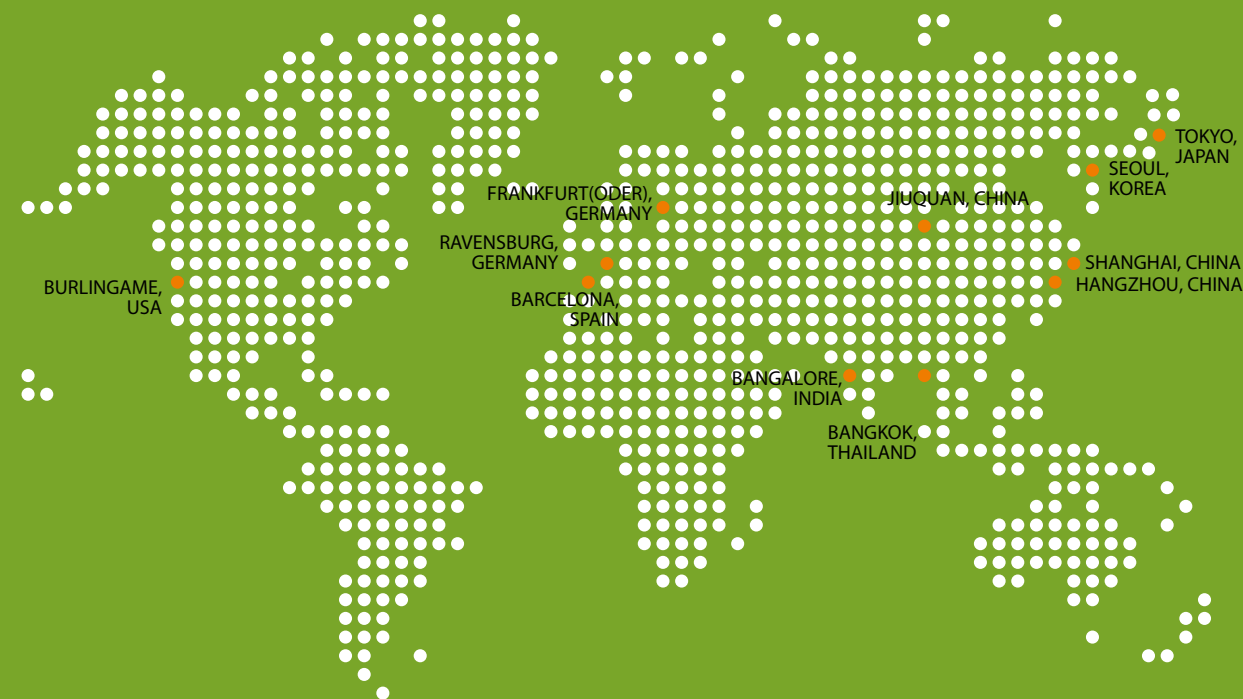 TOKYO,
JAPAN
SEOUL,
KOREA
FRANKFURT(ODER),
GERMANY
JIUQUAN, CHINA
RAVENSBURG,
GERMANY
SHANGHAI, CHINA
BURLINGAME,
USA
HANGZHOU, CHINA
BARCELONA,
SPAIN
BANGALORE,
INDIA
BANGKOK,
THAILAND